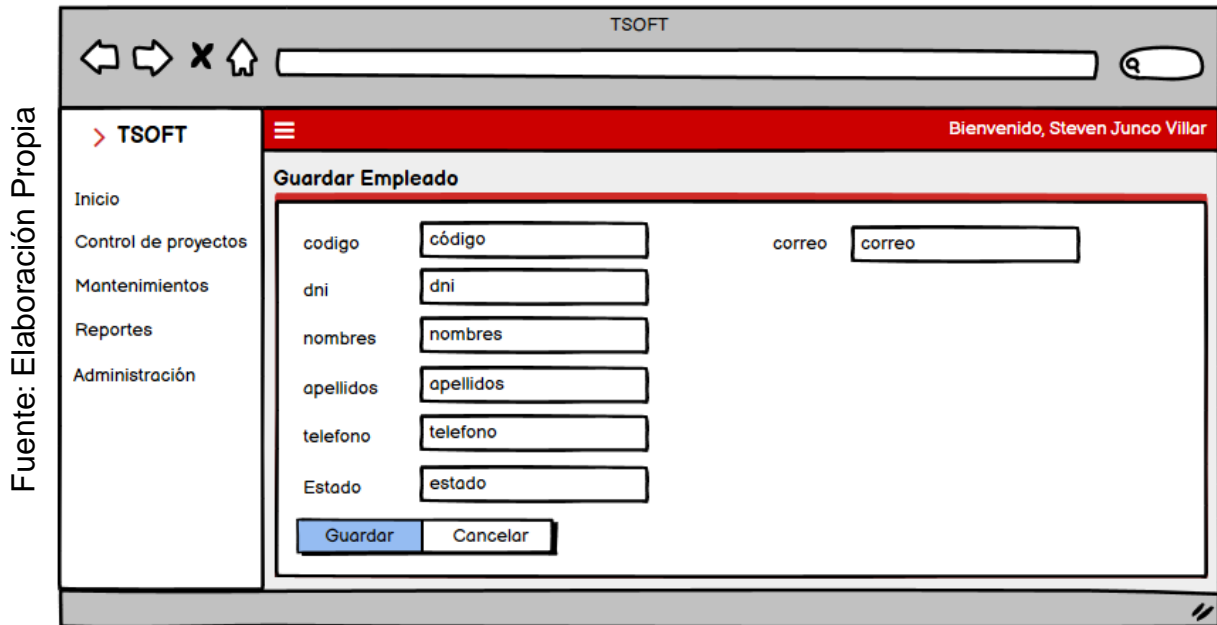 TSOFT
Fuente: Elaboración Propia
> TSOFT
Bienvenido, Steven Junco Villar
Inicio
Control de proyectos
Mantenimientos
Reportes
Administración
Guardar Empleado
codigo código
correo correo
dni dni
nombres nombres
apellidos apellidos
telefono telefono
Estado estado
Guardar Cancelar